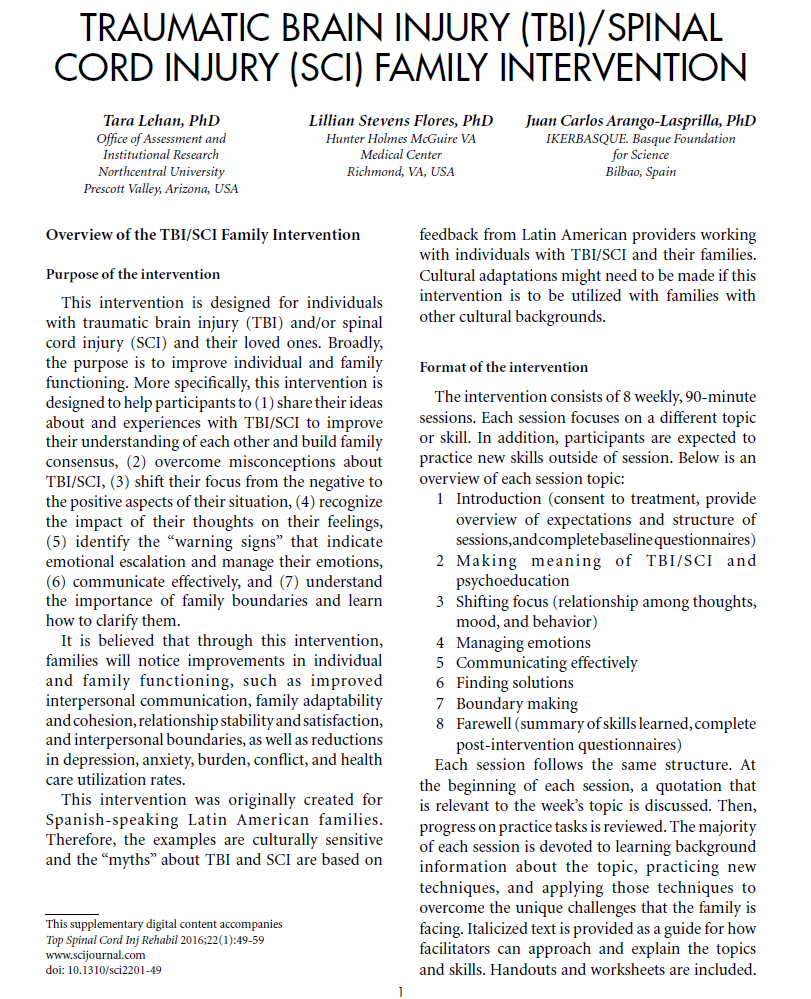 TRAUMATIC BRAIN INJURY (TBI)/SPINAL
CORD INJURY (SCI) FAMILY INTERVENTION
Tara Lehan, PhD
Office of Assessment and
Institutional Research
Northcentral University
Prescott Valley, Arizona, USA
Lillian Stevens Flores, PhD
Hunter Holmes McGuire VA
Medical Center
Richmond, VA, USA
Juan Carlos Arango-Lasprilla, PhD
IKERBASQUE. Basque Foundation
for Science
Bilbao, Spain
Overview of the TBI/SCI Family Intervention
Purpose of the intervention
This intervention is designed for individuals
with traumatic brain injury (TBI) and/or spinal
cord injury (SCI) and their loved ones. Broadly,
the purpose is to improve individual and family
functioning. More specifically, this intervention is
designed to help participants to (1) share their ideas
about and experiences with TBI/SCI to improve
their understanding of each other and build family
consensus, (2) overcome misconceptions about
TBI/SCI, (3) shift their focus from the negative to
the positive aspects of their situation, (4) recognize
the impact of their thoughts on their feelings,
(5) identify the “warning signs” that indicate
emotional escalation and manage their emotions,
(6) communicate effectively, and (7) understand
the importance of family boundaries and learn
how to clarify them.
It is believed that through this intervention,
families will notice improvements in individual
and family functioning, such as improved
interpersonal communication, family adaptability
and cohesion, relationship stability and satisfaction,
and interpersonal boundaries, as well as reductions
in depression, anxiety, burden, conflict, and health
care utilization rates.
This intervention was originally created for
Spanish-speaking Latin American families.
Therefore, the examples are culturally sensitive
and the “myths” about TBI and SCI are based on
This supplementary digital content accompanies
Top Spinal Cord Inj Rehabil 2016;22(1):49-59
www.scijournal.com
doi: 10.1310/sci2201-49
feedback from Latin American providers working
with individuals with TBI/SCI and their families.
Cultural adaptations might need to be made if this
intervention is to be utilized with families with
other cultural backgrounds.
Format of the intervention
The intervention consists of 8 weekly, 90-minute
sessions. Each session focuses on a different topic
or skill. In addition, participants are expected to
practice new skills outside of session. Below is an
overview of each session topic:
1 Introduction (consent to treatment, provide
overview of expectations and structure of
sessions, and complete baseline questionnaires)
2 Making meaning of TBI/SCI and
psychoeducation
3 Shifting focus (relationship among thoughts,
mood, and behavior)
4 Managing emotions
5 Communicating effectively
6 Finding solutions
7 Boundary making
8 Farewell (summary of skills learned, complete
post-intervention questionnaires)
Each session follows the same structure. At
the beginning of each session, a quotation that
is relevant to the week’s topic is discussed. Then,
progress on practice tasks is reviewed. The majority
of each session is devoted to learning background
information about the topic, practicing new
techniques, and applying those techniques to
overcome the unique challenges that the family is
facing. Italicized text is provided as a guide for how
facilitators can approach and explain the topics
and skills. Handouts and worksheets are included.
1